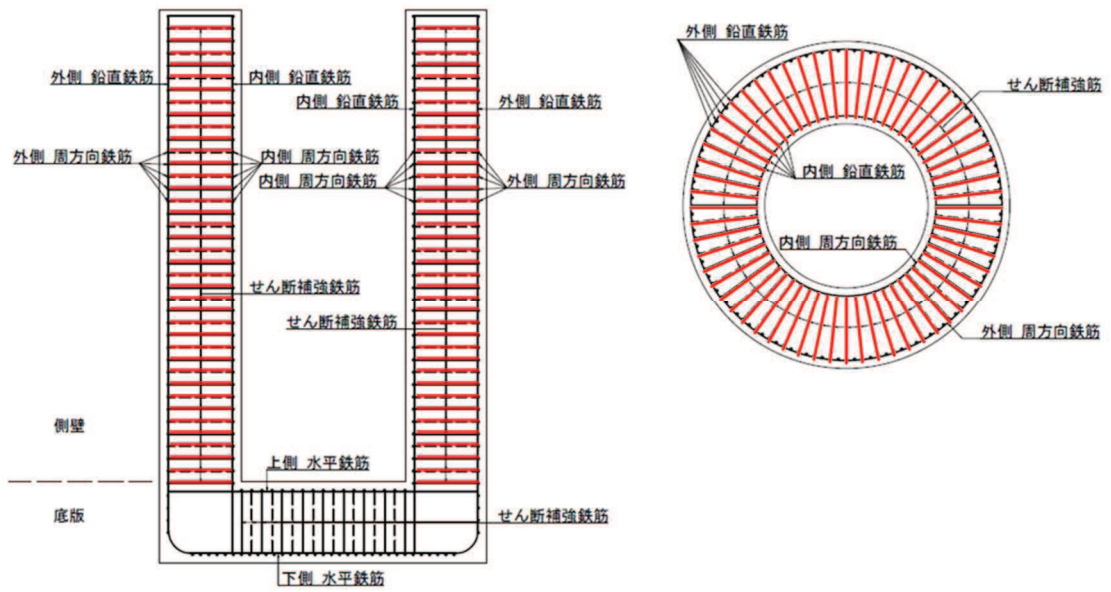 外側 鉛直鉄筋
内側 鉛直鉄筋
内側 鉛直鉄筋
外側 鉛直鉄筋
外側 周方向鉄筋
内側 周方向鉄筋
内側 周方向鉄筋
外側 周方向鉄筋
せん断補強鉄筋
せん断補強鉄筋
側壁
上側 水平鉄筋
底版
せん断補強鉄筋
下側 水平鉄筋
外側 鉛直鉄筋
せん断補強筋
内側 鉛直鉄筋
内側 周方向鉄筋
外側 周方向鉄筋